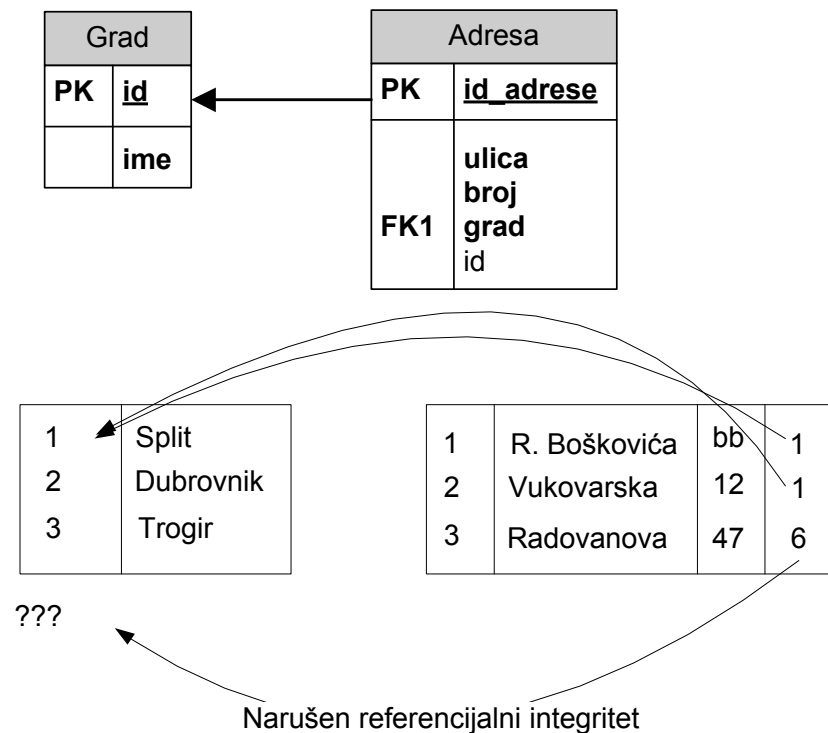 Grad
PK id
ime
Adresa
PK id_adrese
ulica
broj
FK1 grad
id
1 Split
2 Dubrovnik
3 Trogir
1 R. Boškovića bb 1
2 Vukovarska 12 1
3 Radovanova 47 6
???
Narušen referencijalni integritet